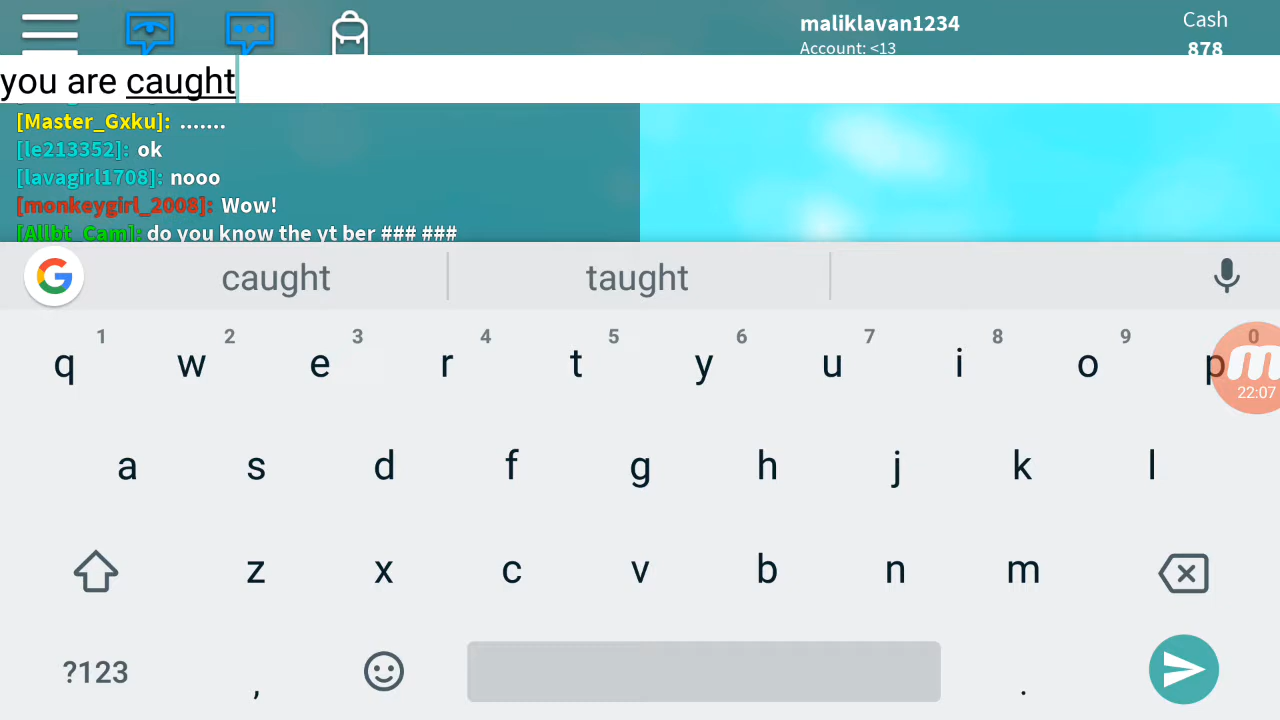 maliklavan1234
Cash
Account: <13
878
you are caught
[Master_Gxku]: .......
[le213352]: ok
[lavagirl1708]: nooo
[monkeygirl_2008]: Wow!
[Allbt_Cam]: do you know the yt ber ### ###
G
caught
taught
1 2 3 4 5 6 7 8 9 0
q w e r t y u i o p
22:07
a s d f g h j k l
z x c v b n m
?123 , .